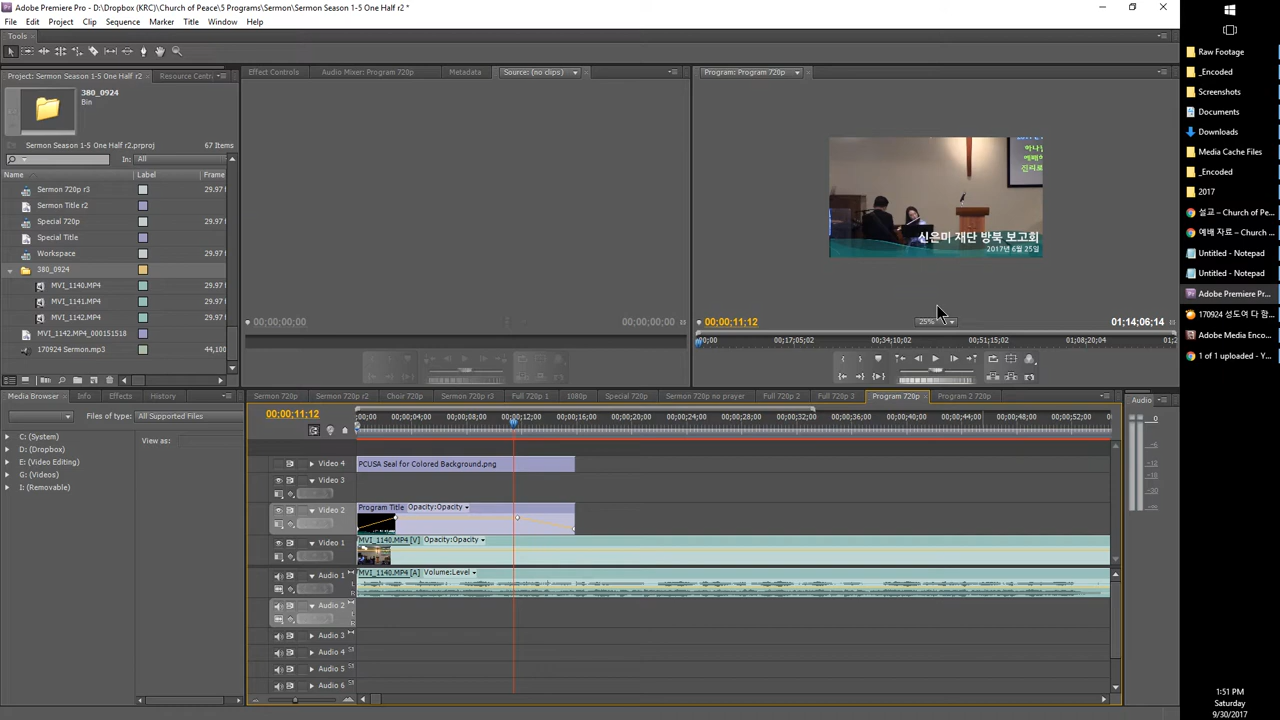 Adobe Premiere Pro - D:\Dropbox (KRC)\Church of Peace\5 Programs\Sermon\Sermon Season 1-5 One Half r2 *
File Edit Project Clip Sequence Marker Title Window Help
Tools
Project: Sermon Season 1-5 One Half r2
Resource Centr
380_0924
Bin
Sermon Season 1-5 One Half r2.prproj
67 Items
In: All
Name Label Frame
Sermon 720p r3 29.97 f
Sermon Title r2
Special 720p 29.97 f
Special Title
Workspace 29.97 f
380_0924
MVI_1140.MP4 29.97 f
MVI_1141.MP4 29.97 f
MVI_1142.MP4 29.97 f
MVI_1142.MP4_000151518
170924 Sermon.mp3 44,100
Effect Controls Audio Mixer: Program 720p Metadata Source: (no clips)
00;00;00;00 00;00;00;00
Program: Program 720p
신은미 재단 방북 보고회
2017년 6월 25일
00;00;11;12 25% 01;14;06;14
00;00 00;17;05;02 00;34;10;02 00;51;15;02 01;08;20;04
Media Browser Info Effects History
Files of type: All Supported Files
View as:
C: (System)
D: (Dropbox)
E: (Video Editing)
G: (Videos)
I: (Removable)
Sermon 720p Sermon 720p r2 Choir 720p Sermon 720p r3 Full 720p 1 1080p Special 720p Sermon 720p no prayer Full 720p 2 Full 720p 3 Program 720p Program 2 720p
00;00;11;12
;00;00 00;00;04;00 00;00;08;00 00;00;12;00 00;00;16;00 00;00;20;00 00;00;24;00 00;00;28;00 00;00;32;00 00;00;36;00 00;00;40;00 00;00;44;00 00;00;48;00 00;00;52;00
Video 4
PCUSA Seal for Colored Background.png
Video 3
Video 2
Program Title Opacity:Opacity
Video 1
MVI_1140.MP4 [V] Opacity:Opacity
Audio 1
MVI_1140.MP4 [A] Volume:Level
Audio 2
Audio 3
Audio 4
Audio 5
Audio 6
Audio
0
-6
-12
-18
-30
Raw Footage
_Encoded
Screenshots
Documents
Downloads
Media Cache Files
_Encoded
2017
설교 – Church of Pe...
예배 자료 – Church ...
Untitled - Notepad
Untitled - Notepad
Adobe Premiere Pr...
170924 성도여 다 함...
Adobe Media Enco...
1 of 1 uploaded - Y...
1:51 PM
Saturday
9/30/2017